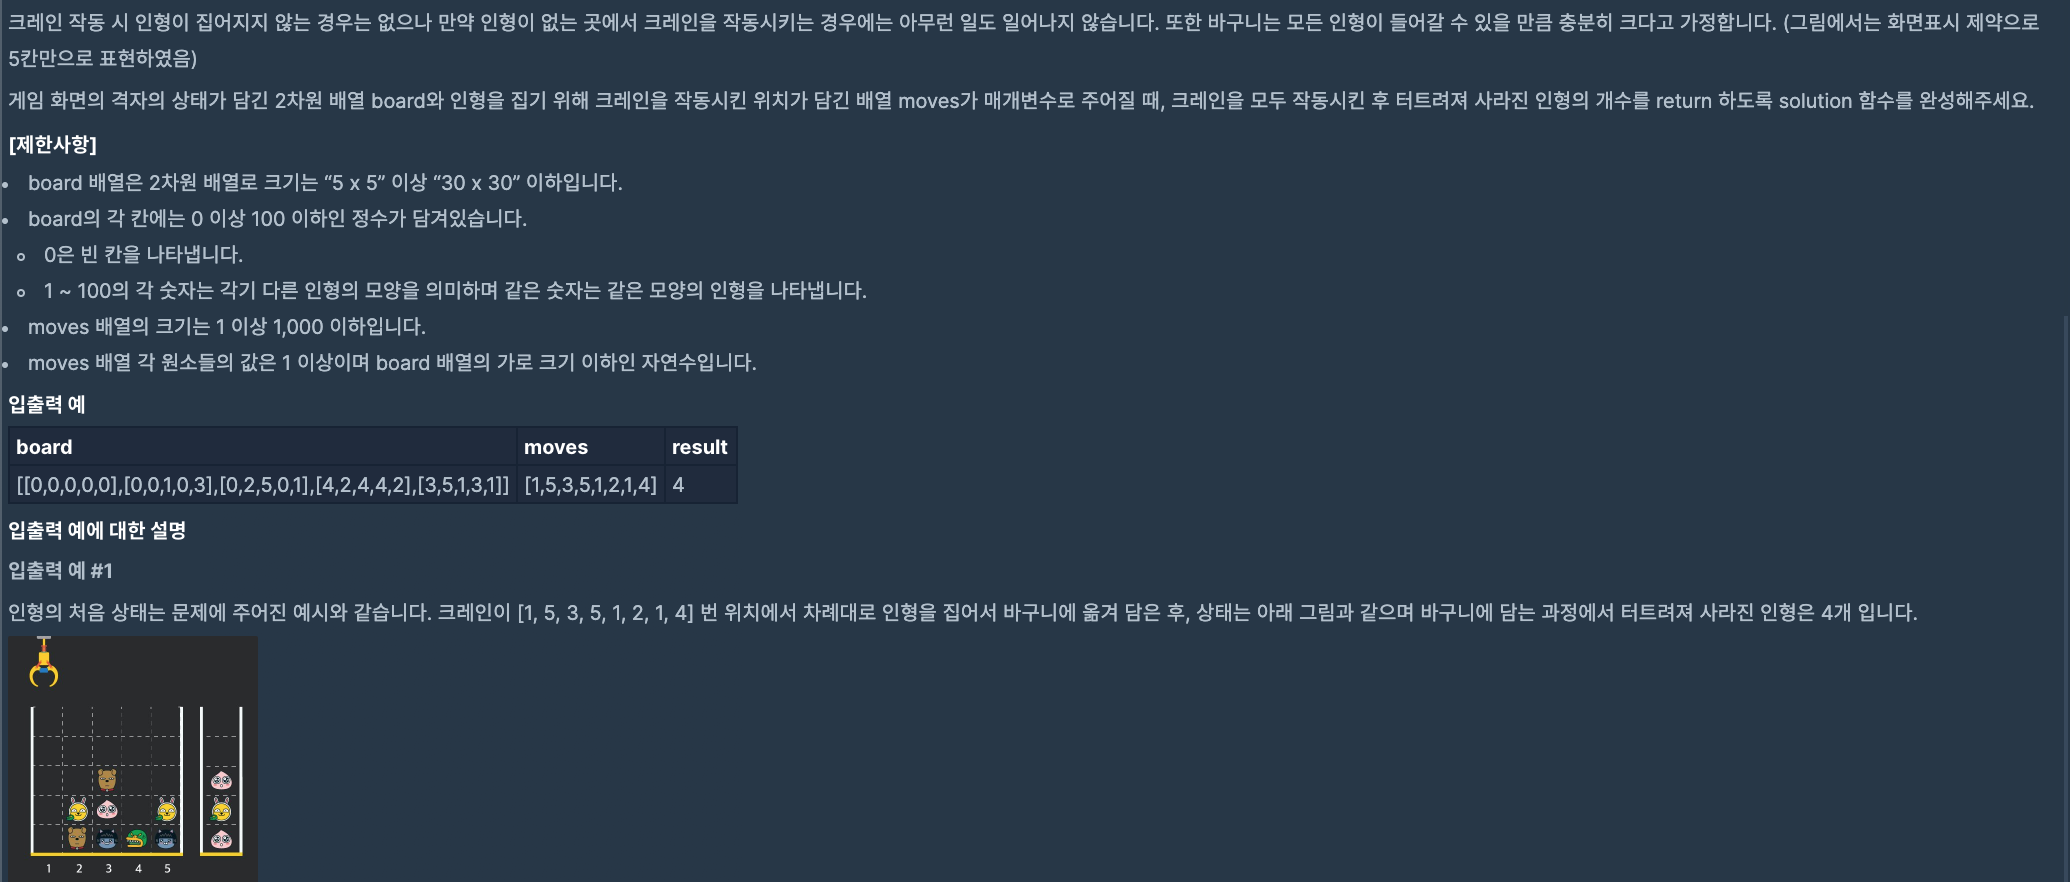 크레인 작동 시 인형이 집어지지 않는 경우는 없으나 만약 인형이 없는 곳에서 크레인을 작동시키는 경우에는 아무런 일도 일어나지 않습니다. 또한 바구니는 모든 인형이 들어갈 수 있을 만큼 충분히 크다고 가정합니다. (그림에서는 화면표시 제약으로
5칸만으로 표현하였음)
게임 화면의 격자의 상태가 담긴 2차원 배열 board와 인형을 집기 위해 크레인을 작동시킨 위치가 담긴 배열 moves가 매개변수로 주어질 때, 크레인을 모두 작동시킨 후 터트려져 사라진 인형의 개수를 return 하도록 solution 함수를 완성해주세요.
[제한사항]
• board 배열은 2차원 배열로 크기는 “5 x 5” 이상 “30 x 30” 이하입니다.
• board의 각 칸에는 0 이상 100 이하인 정수가 담겨있습니다.
◦ 0은 빈 칸을 나타냅니다.
◦ 1 ~ 100의 각 숫자는 각기 다른 인형의 모양을 의미하며 같은 숫자는 같은 모양의 인형을 나타냅니다.
• moves 배열의 크기는 1 이상 1,000 이하입니다.
• moves 배열 각 원소들의 값은 1 이상이며 board 배열의 가로 크기 이하인 자연수입니다.
입출력 예
board moves result
[[0,0,0,0,0],[0,0,1,0,3],[0,2,5,0,1],[4,2,4,4,2],[3,5,1,3,1]] [1,5,3,5,1,2,1,4] 4
입출력 예에 대한 설명
입출력 예 #1
인형의 처음 상태는 문제에 주어진 예시와 같습니다. 크레인이 [1, 5, 3, 5, 1, 2, 1, 4] 번 위치에서 차례대로 인형을 집어서 바구니에 옮겨 담은 후, 상태는 아래 그림과 같으며 바구니에 담는 과정에서 터트려져 사라진 인형은 4개 입니다.
1 2 3 4 5